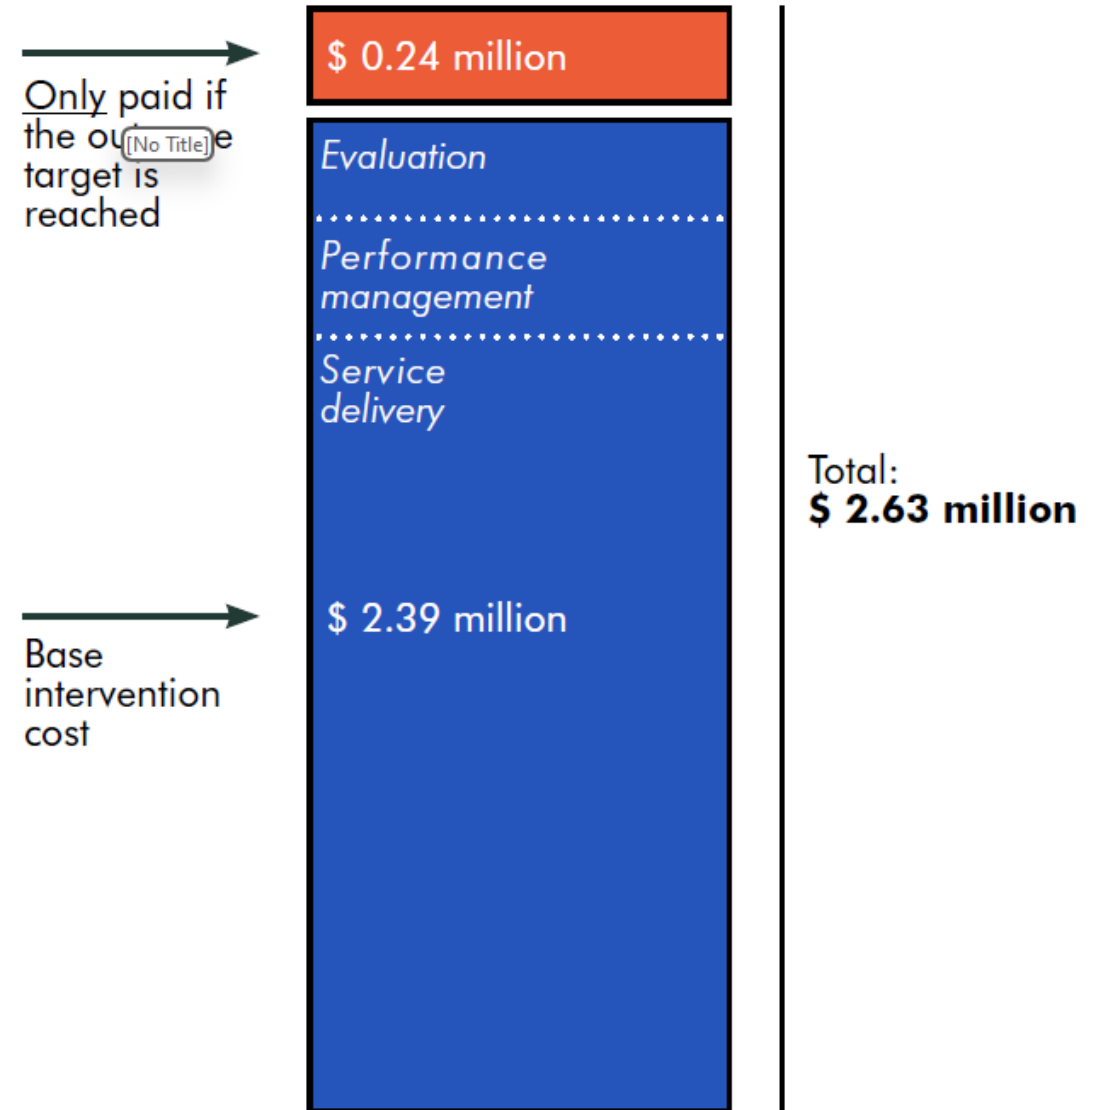 $ 0.24 million
Only paid if
the
[No Title]
target is
reached
Evaluation
Performance
management
Service
delivery
Total:
$ 2.63 million
$ 2.39 million
Base
intervention
cost